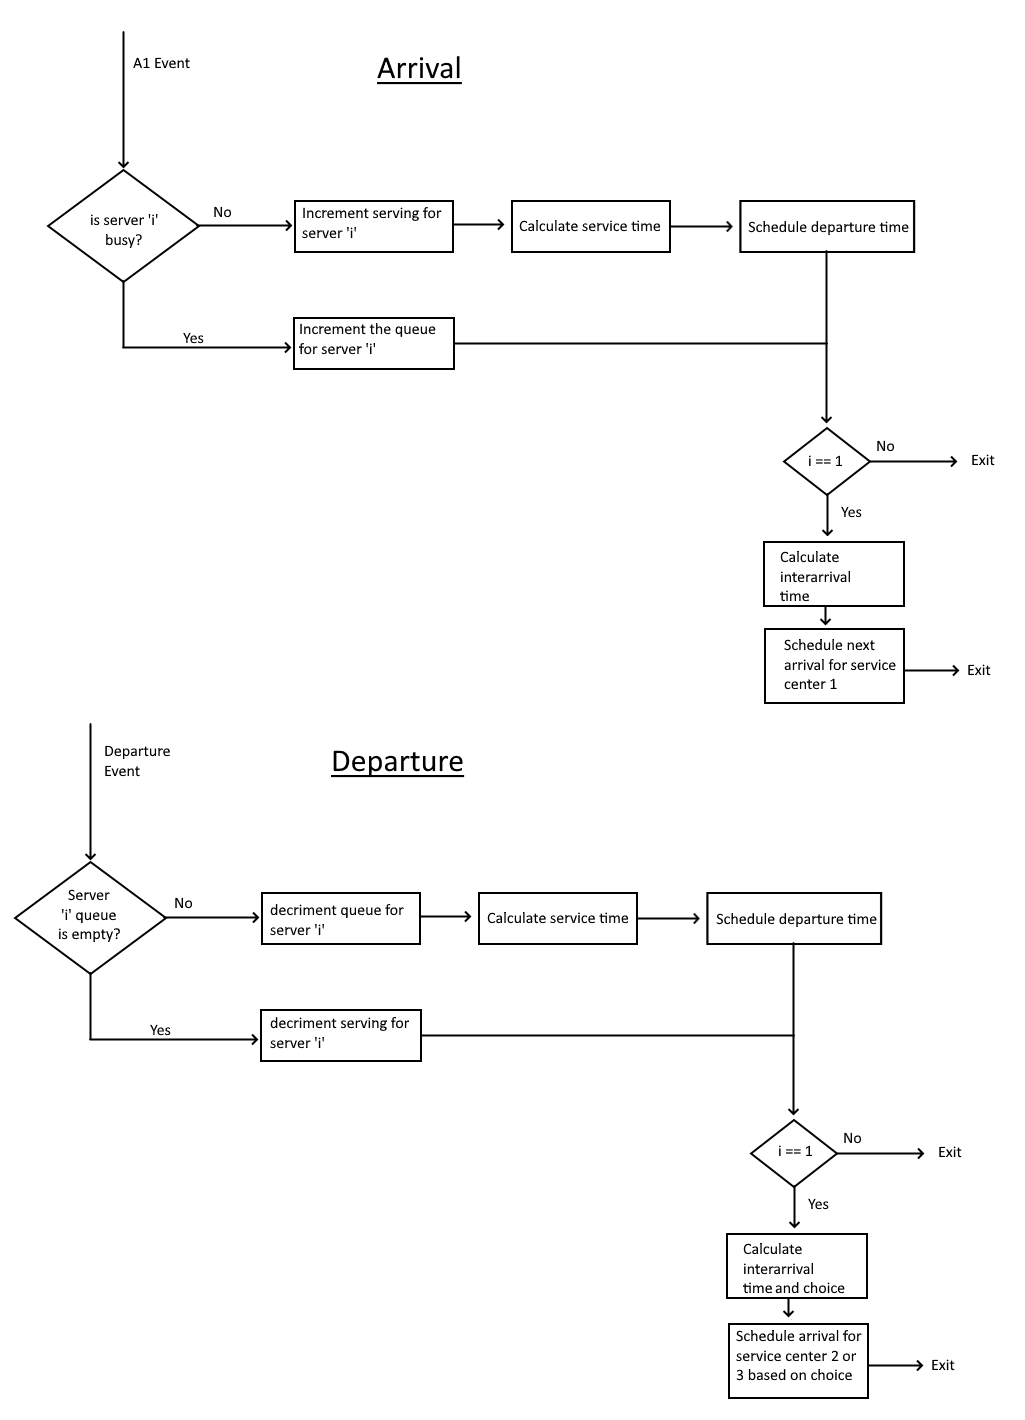 A1 Event
Arrival
is server 'i'
busy?
No
Increment serving for
server 'i'
Calculate service time
Schedule departure time
Yes
Increment the queue
for server 'i'
i == 1
No
Exit
Yes
Calculate
interarrival
time
Schedule next
arrival for service
center 1
Exit
Departure
Event
Departure
Server
'i' queue
is empty?
No
decriment queue for
server 'i'
Calculate service time
Schedule departure time
Yes
decriment serving for
server 'i'
i == 1
No
Exit
Yes
Calculate
interarrival
time and choice
Schedule arrival for
service center 2 or
3 based on choice
Exit